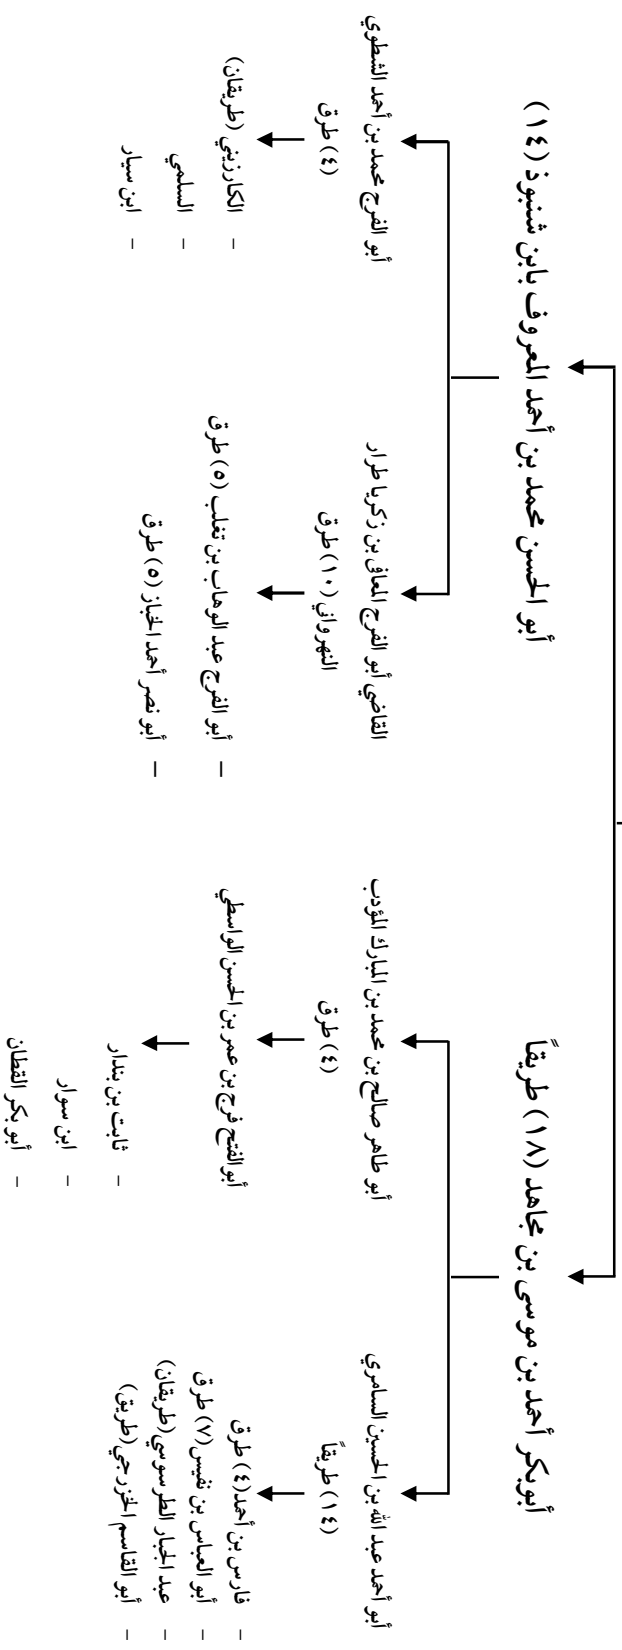 أبو بكر أحمد بن موسى بن مجاهد (١٨) طريقاً
أبو أحمد عبد الله بن الحسين السامري
(١٤) طريقاً
- فارس بن أحمد (٤) طرق
- أبو العباس بن نفيس (٧) طرق
- عبد الجبار الطرسوسي (طريقان)
- أبو القاسم الخزرجي (طريق)
أبو طاهر صالح بن محمد بن المبارك المؤدب
(٤) طرق
أبو الفتح فرج بن عمر بن الحسن الواسطي
- ثابت بن بندار
- ابن سوار
- أبو بكر القطان
أبو الحسن محمد بن أحمد المعروف بابن شنبوذ (١٤)
القاضي أبو الفرج المعافى بن زكريا طرار
النهرواني (١٠) طرق
- أبو الفرج عبد الوهاب بن تغلب (٥) طرق
- أبو نصر أحمد الخباز (٥) طرق
أبو الفرج محمد بن أحمد الشطوي
(٤) طرق
- الكارزيني (طريقان)
- السلمي
- ابن سيار